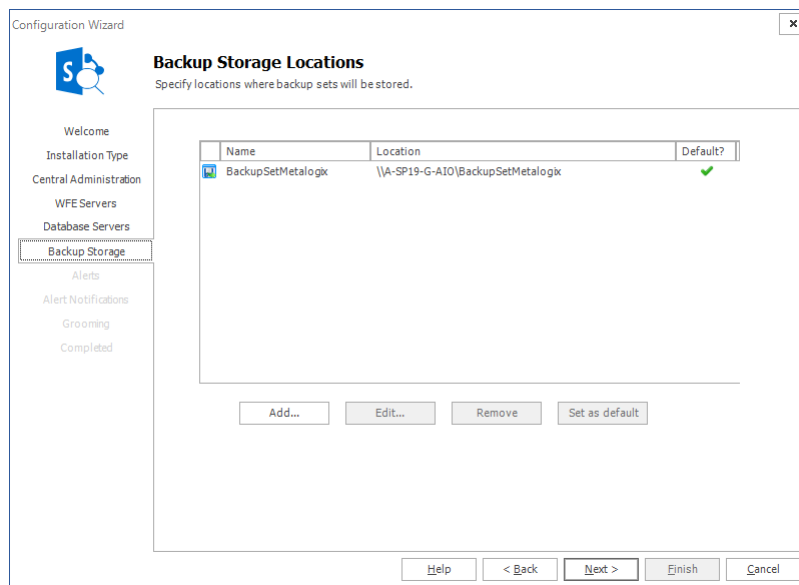 Configuration Wizard
S
Backup Storage Locations
Specify locations where backup sets will be stored.
Welcome
Installation Type
Central Administration
WFE Servers
Database Servers
Backup Storage
Alerts
Alert Notifications
Grooming
Completed
Name Location Default?
BackupSetMetalogix \\A-SP19-G-AIO\BackupSetMetalogix
Add... Edit... Remove Set as default
Help < Back Next > Finish Cancel